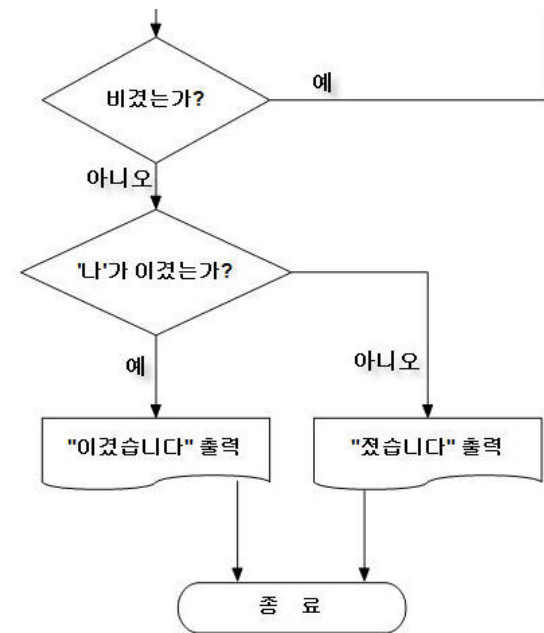 비겼는가?
예
아니오
'나'가 이겼는가?
예
아니오
"이겼습니다" 출력
"졌습니다" 출력
종 료